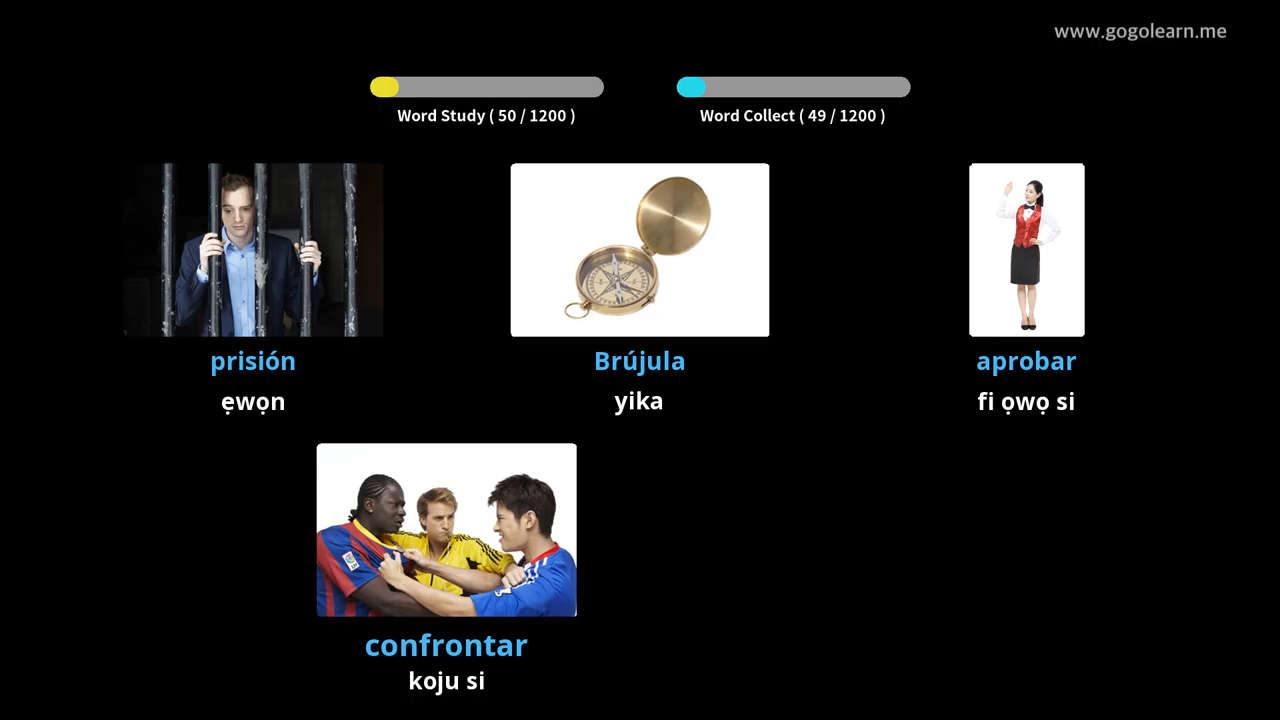 www.gogolearn.me
Word Study ( 50 / 1200 )
Word Collect ( 49 / 1200 )
prisión
Brújula
aprobar
ẹwọn
yika
fi ọwọ si
confrontar
koju si